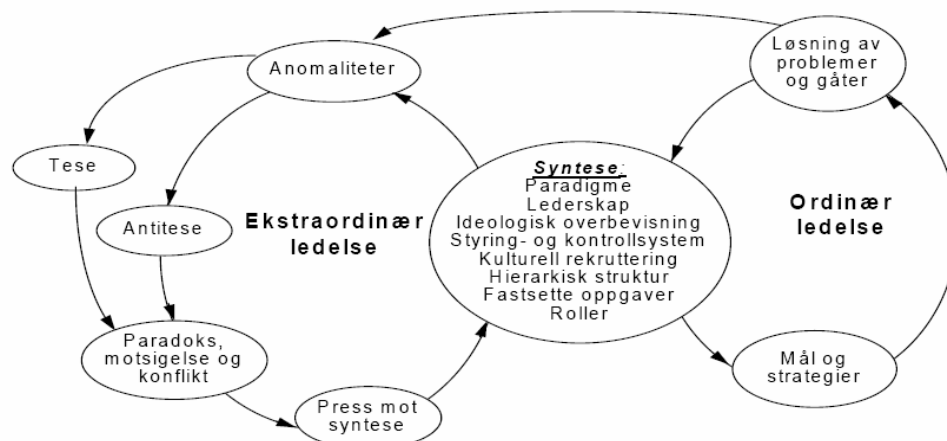 Løsning av
problemer
og gåter
Anomaliteter
Tese
Antitese
Ekstraordinær
ledelse
Syntese:
Paradigme
Lederskap
Ideologisk overbevisning
Styring- og kontrollsystem
Kulturell rekruttering
Hierarkisk struktur
Fastsette oppgaver
Roller
Ordinær
ledelse
Paradoks,
motsigelse og
konflikt
Press mot
syntese
Mål og
strategier